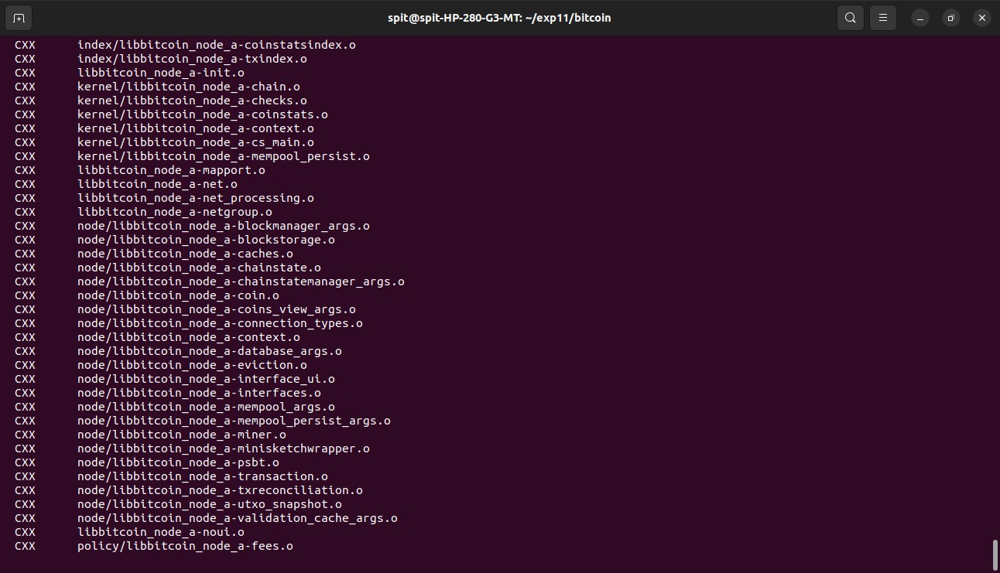 spit@spit-HP-280-G3-MT: ~/exp11/bitcoin
CXX index/libbitcoin_node_a-coinstatsindex.o
CXX index/libbitcoin_node_a-txindex.o
CXX libbitcoin_node_a-init.o
CXX kernel/libbitcoin_node_a-chain.o
CXX kernel/libbitcoin_node_a-checks.o
CXX kernel/libbitcoin_node_a-coinstats.o
CXX kernel/libbitcoin_node_a-context.o
CXX kernel/libbitcoin_node_a-cs_main.o
CXX kernel/libbitcoin_node_a-mempool_persist.o
CXX libbitcoin_node_a-mapport.o
CXX libbitcoin_node_a-net.o
CXX libbitcoin_node_a-net_processing.o
CXX libbitcoin_node_a-netgroup.o
CXX node/libbitcoin_node_a-blockmanager_args.o
CXX node/libbitcoin_node_a-blockstorage.o
CXX node/libbitcoin_node_a-caches.o
CXX node/libbitcoin_node_a-chainstate.o
CXX node/libbitcoin_node_a-chainstatemanager_args.o
CXX node/libbitcoin_node_a-coin.o
CXX node/libbitcoin_node_a-coins_view_args.o
CXX node/libbitcoin_node_a-connection_types.o
CXX node/libbitcoin_node_a-context.o
CXX node/libbitcoin_node_a-database_args.o
CXX node/libbitcoin_node_a-eviction.o
CXX node/libbitcoin_node_a-interface_ui.o
CXX node/libbitcoin_node_a-interfaces.o
CXX node/libbitcoin_node_a-mempool_args.o
CXX node/libbitcoin_node_a-mempool_persist_args.o
CXX node/libbitcoin_node_a-miner.o
CXX node/libbitcoin_node_a-minisketchwrapper.o
CXX node/libbitcoin_node_a-psbt.o
CXX node/libbitcoin_node_a-transaction.o
CXX node/libbitcoin_node_a-txreconciliation.o
CXX node/libbitcoin_node_a-utxo_snapshot.o
CXX node/libbitcoin_node_a-validation_cache_args.o
CXX libbitcoin_node_a-noui.o
CXX policy/libbitcoin_node_a-fees.o